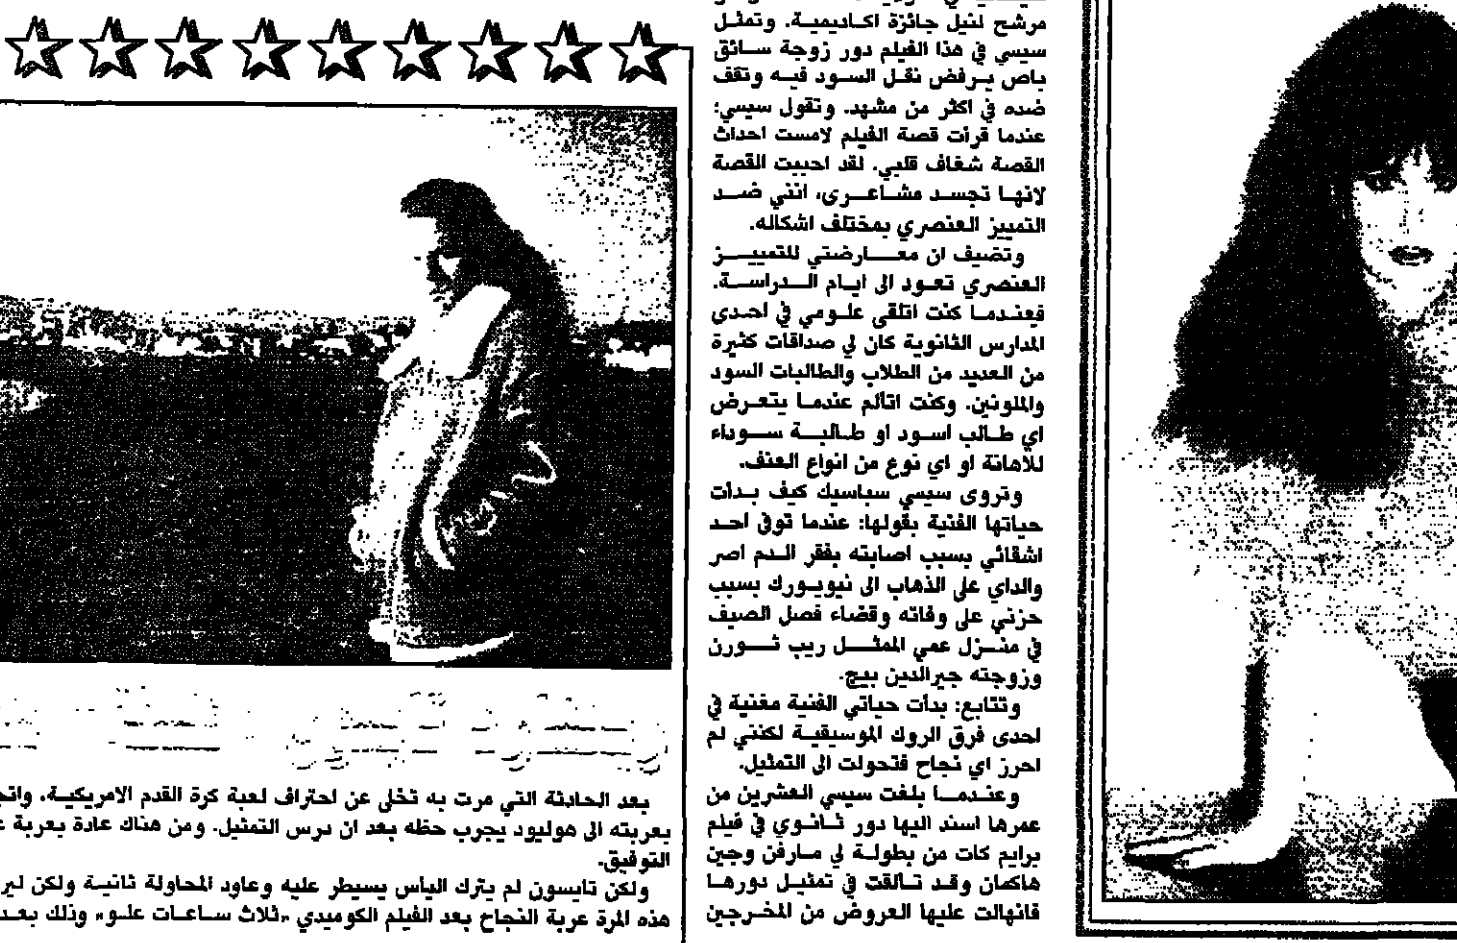 مرشح لنيل جائزة اكاديمية. وتمثل
سيسي في هذا الفيلم دور زوجة سائق
باص يرفض نقل السود فيه وتقف
ضده في اكثر من مشهد. وتقول سيسي:
عندما قرأت قصة الفيلم لامست احداث
القصة شغاف قلبي. لقد احببت القصة
لانها تجسد مشاعري، انني ضد
التمييز العنصري بمختلف اشكاله.
وتضيف ان معارضتي للتمييز
العنصري تعود الى ايام الدراسة.
فعندما كنت اتلقى علومي في احدى
المدارس الثانوية كان لي صداقات كثيرة
من العديد من الطلاب والطالبات السود
والملونين. وكنت اتألم عندما يتعرض
اي طالب اسود او طالبة سوداء
للأهانة او اي نوع من انواع العنف.
وتروى سيسي سباسيك كيف بدأت
حياتها الفنية بقولها: عندما توفى احد
اشقائي بسبب اصابته بفقر الدم اصر
والداي على الذهاب الى نيويورك بسبب
حزني على وفاته وقضاء فصل الصيف
في منزل عمي الممثل ريب تورن
وزوجته جيرالدين بيج.
وتتابع: بدأت حياتي الفنية مغنية في
احدى فرق الروك الموسيقية لكنني لم
احرز اي نجاح فتحولت الى التمثيل.
وعندما بلغت سيسي العشرين من
عمرها اسند اليها دور ثانوي في فيلم
برايم كات من بطولة لي مارفن وجين
هاكمان وقد تألقت في تمثيل دورها
فانهالت عليها العروض من المخرجين
بعد الحادثة التي مرت به تخلى عن احتراف لعبة كرة القدم الامريكية، واتج
بعربته الى هوليود يجرب حظه بعد ان درس التمثيل. ومن هناك عادة بعربة ع
التوفيق.
ولكن تايسون لم يترك اليأس يسيطر عليه وعاود المحاولة ثانية ولكن لير
هذه المرة عربة النجاح بعد الفيلم الكوميدي «ثلاث ساعات علو» وذلك بعد